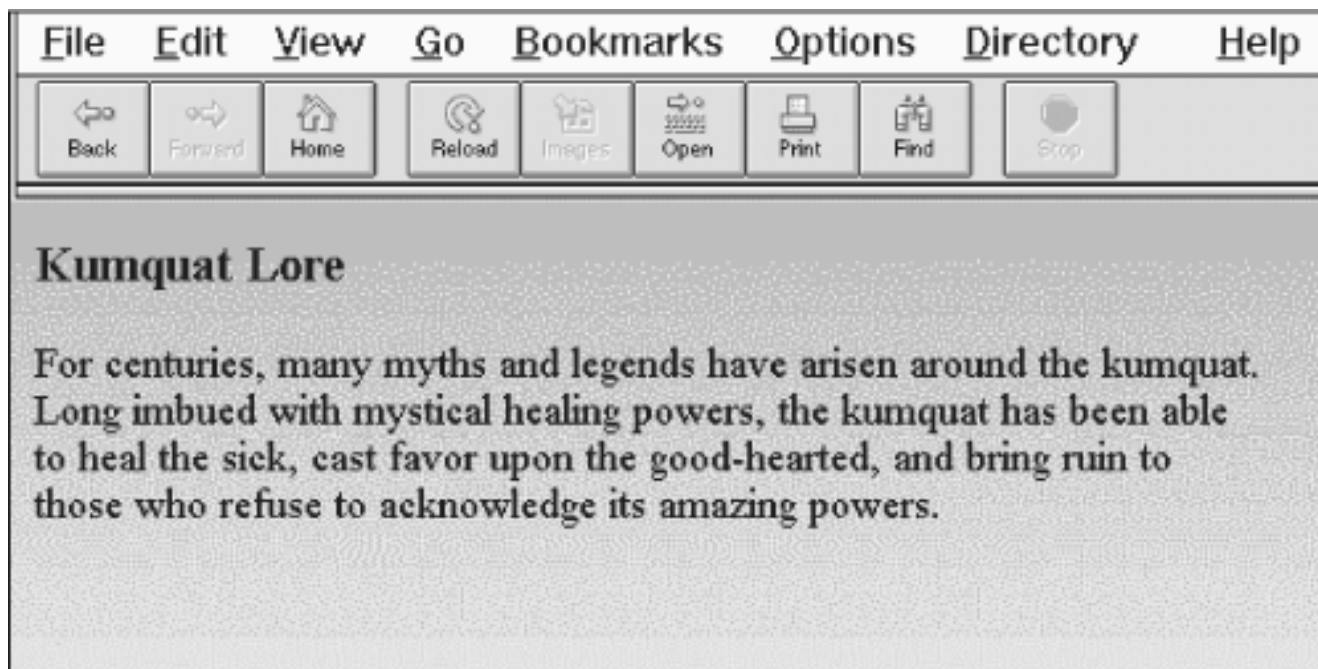 File Edit View Go Bookmarks Options Directory Help
Back Forward Home Reload Images Open Print Find Stop
Kumquat Lore
For centuries, many myths and legends have arisen around the kumquat.
Long imbued with mystical healing powers, the kumquat has been able
to heal the sick, cast favor upon the good-hearted, and bring ruin to
those who refuse to acknowledge its amazing powers.